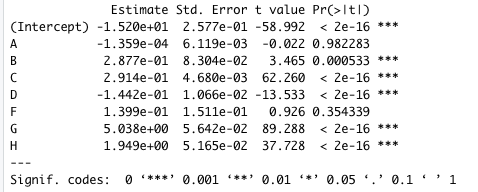 Estimate Std. Error t value Pr(>|t|)
(Intercept) -1.520e+01 2.577e-01 -58.992 < 2e-16 ***
A -1.359e-04 6.119e-03 -0.022 0.982283
B 2.877e-01 8.304e-02 3.465 0.000533 ***
C 2.914e-01 4.680e-03 62.260 < 2e-16 ***
D -1.442e-01 1.066e-02 -13.533 < 2e-16 ***
F 1.399e-01 1.511e-01 0.926 0.354339
G 5.038e+00 5.642e-02 89.288 < 2e-16 ***
H 1.949e+00 5.165e-02 37.728 < 2e-16 ***
---
Signif. codes: 0 ‘***’ 0.001 ‘**’ 0.01 ‘*’ 0.05 ‘.’ 0.1 ‘ ’ 1